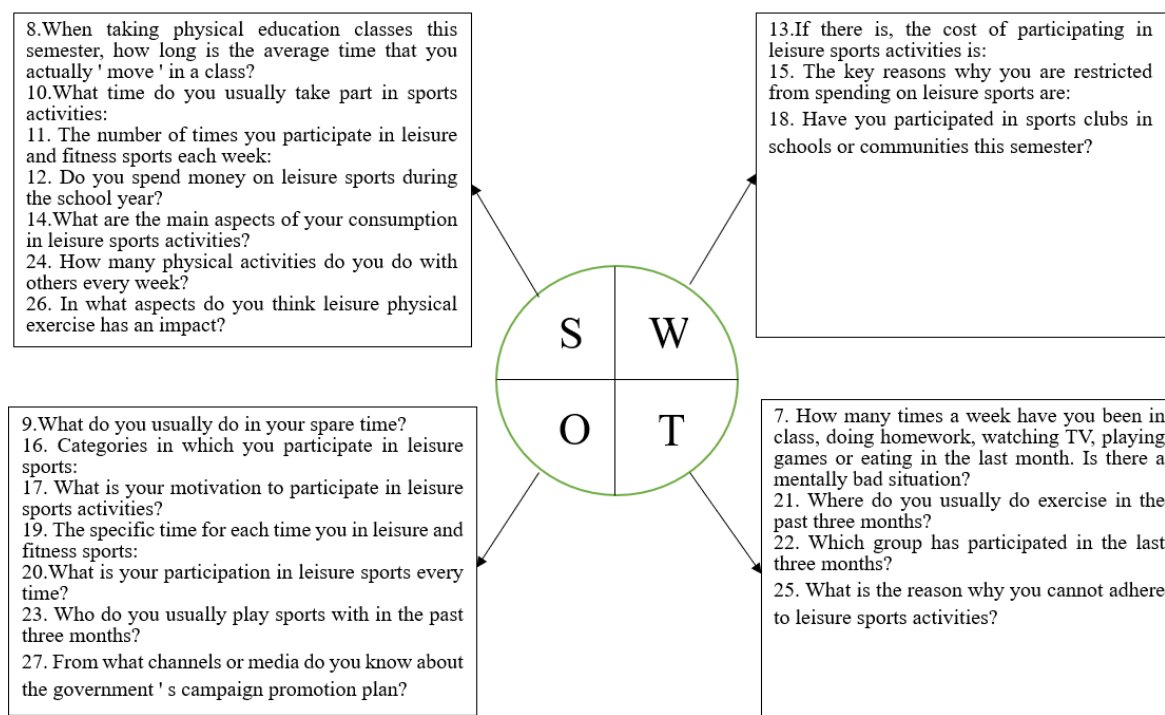 8.When taking physical education classes this
semester, how long is the average time that you
actually ' move ' in a class?
10.What time do you usually take part in sports
activities:
11. The number of times you participate in leisure
and fitness sports each week:
12. Do you spend money on leisure sports during
the school year?
14.What are the main aspects of your consumption
in leisure sports activities?
24. How many physical activities do you do with
others every week?
26. In what aspects do you think leisure physical
exercise has an impact?
13.If there is, the cost of participating in
leisure sports activities is:
15. The key reasons why you are restricted
from spending on leisure sports are:
18. Have you participated in sports clubs in
schools or communities this semester?
S W
O T
9.What do you usually do in your spare time?
16. Categories in which you participate in leisure
sports:
17. What is your motivation to participate in leisure
sports activities?
19. The specific time for each time you in leisure and
fitness sports:
20.What is your participation in leisure sports every
time?
23. Who do you usually play sports with in the past
three months?
27. From what channels or media do you know about
the government ' s campaign promotion plan?
7. How many times a week have you been in
class, doing homework, watching TV, playing
games or eating in the last month. Is there a
mentally bad situation?
21. Where do you usually do exercise in the
past three months?
22. Which group has participated in the last
three months?
25. What is the reason why you cannot adhere
to leisure sports activities?